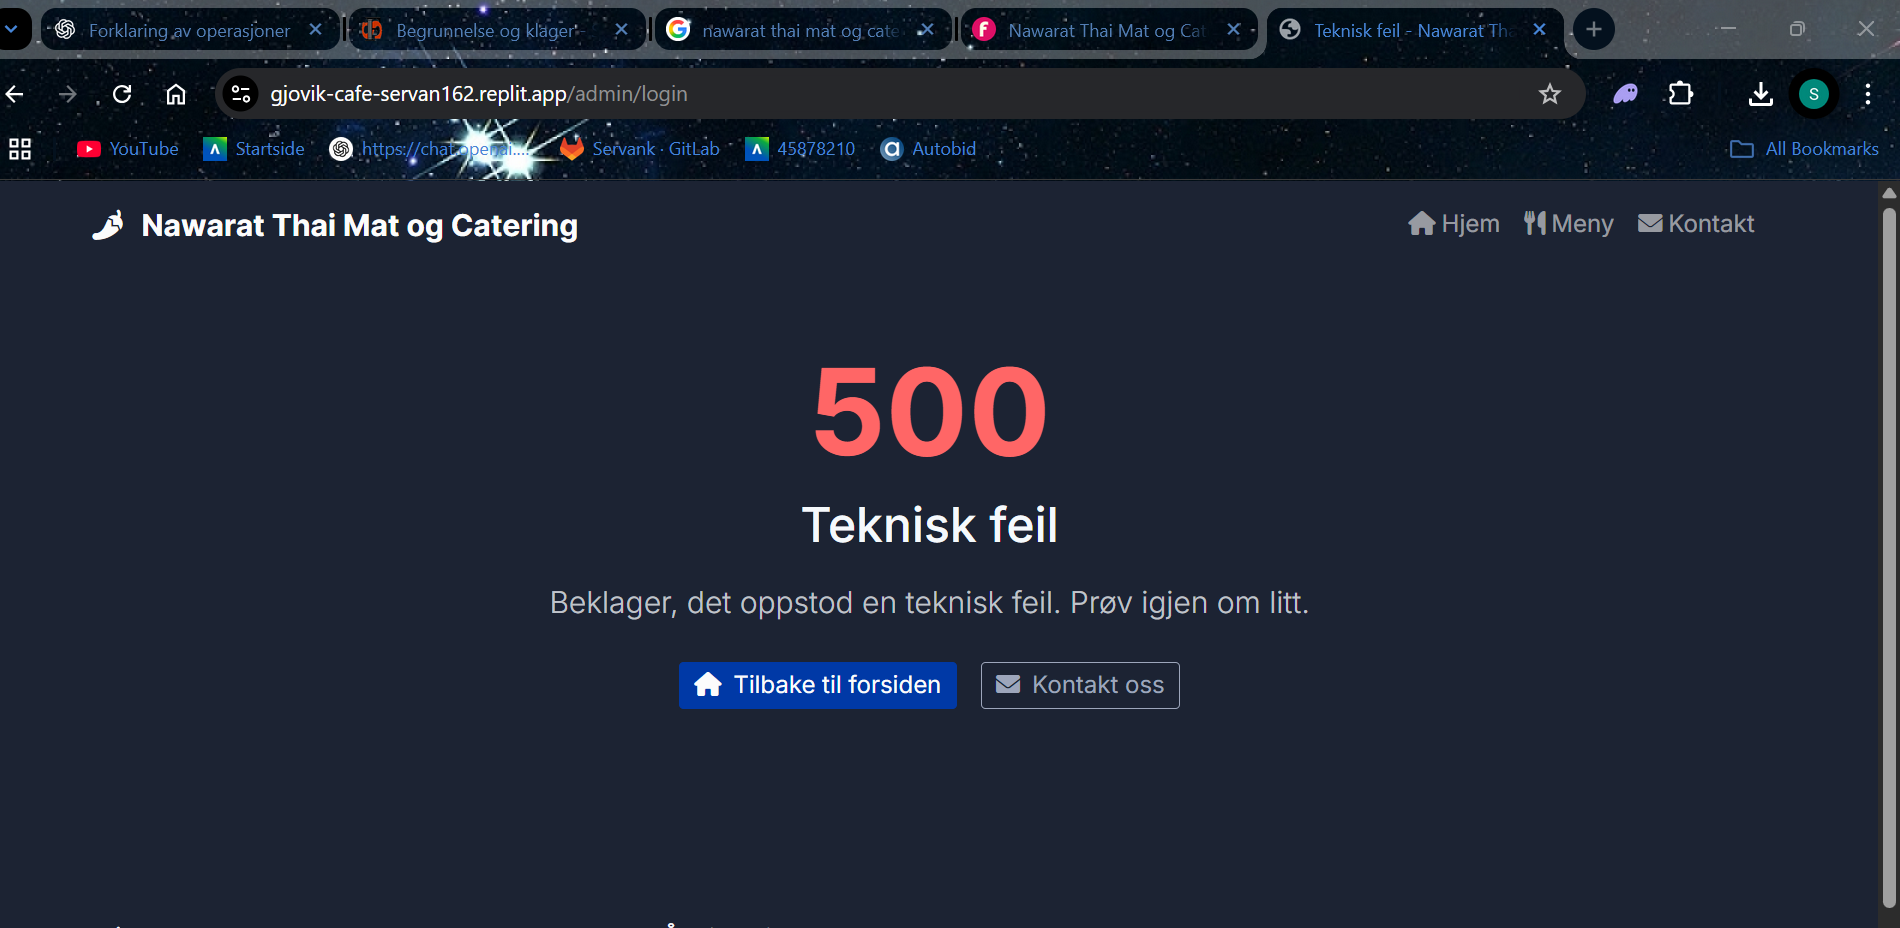 Forklaring av operasjoner
Begrunnelse og klager
nawarat thai mat og cate
Nawarat Thai Mat og Cat
Teknisk feil - Nawarat Tha
gjovik-cafe-servan162.replit.app/admin/login
S
YouTube
Startside
https://chat.openai....
Servank · GitLab
45878210
Autobid
All Bookmarks
Nawarat Thai Mat og Catering
Hjem
Meny
Kontakt
500
Teknisk feil
Beklager, det oppstod en teknisk feil. Prøv igjen om litt.
Tilbake til forsiden
Kontakt oss